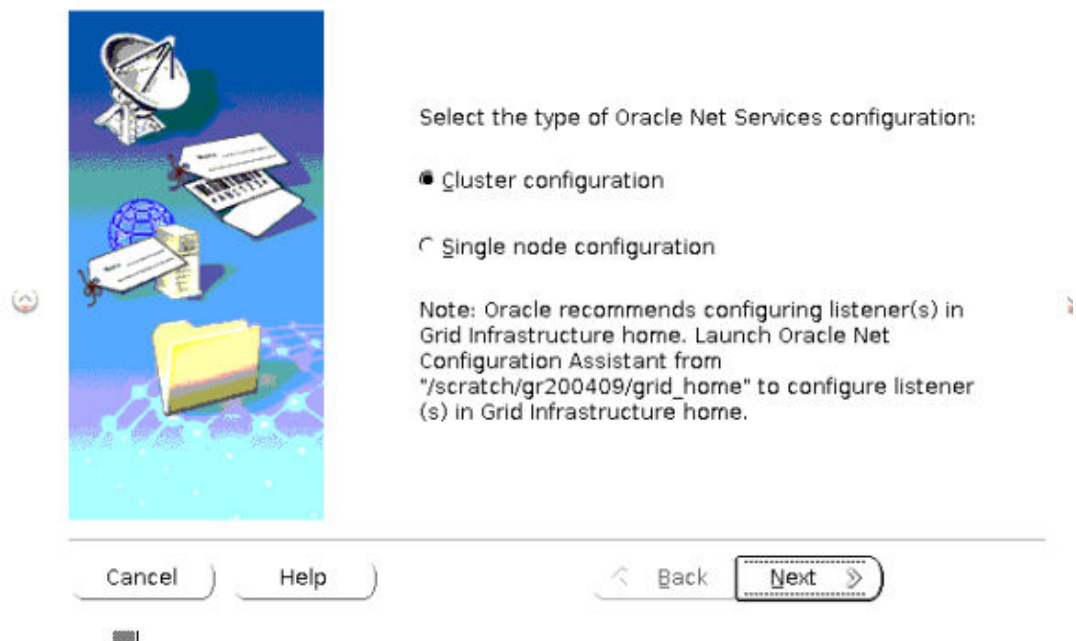 Select the type of Oracle Net Services configuration:
Cluster configuration
Single node configuration
Note: Oracle recommends configuring listener(s) in
Grid Infrastructure home. Launch Oracle Net
Configuration Assistant from
"/scratch/gr200409/grid_home" to configure listener
(s) in Grid Infrastructure home.
Cancel
Help
Back
Next